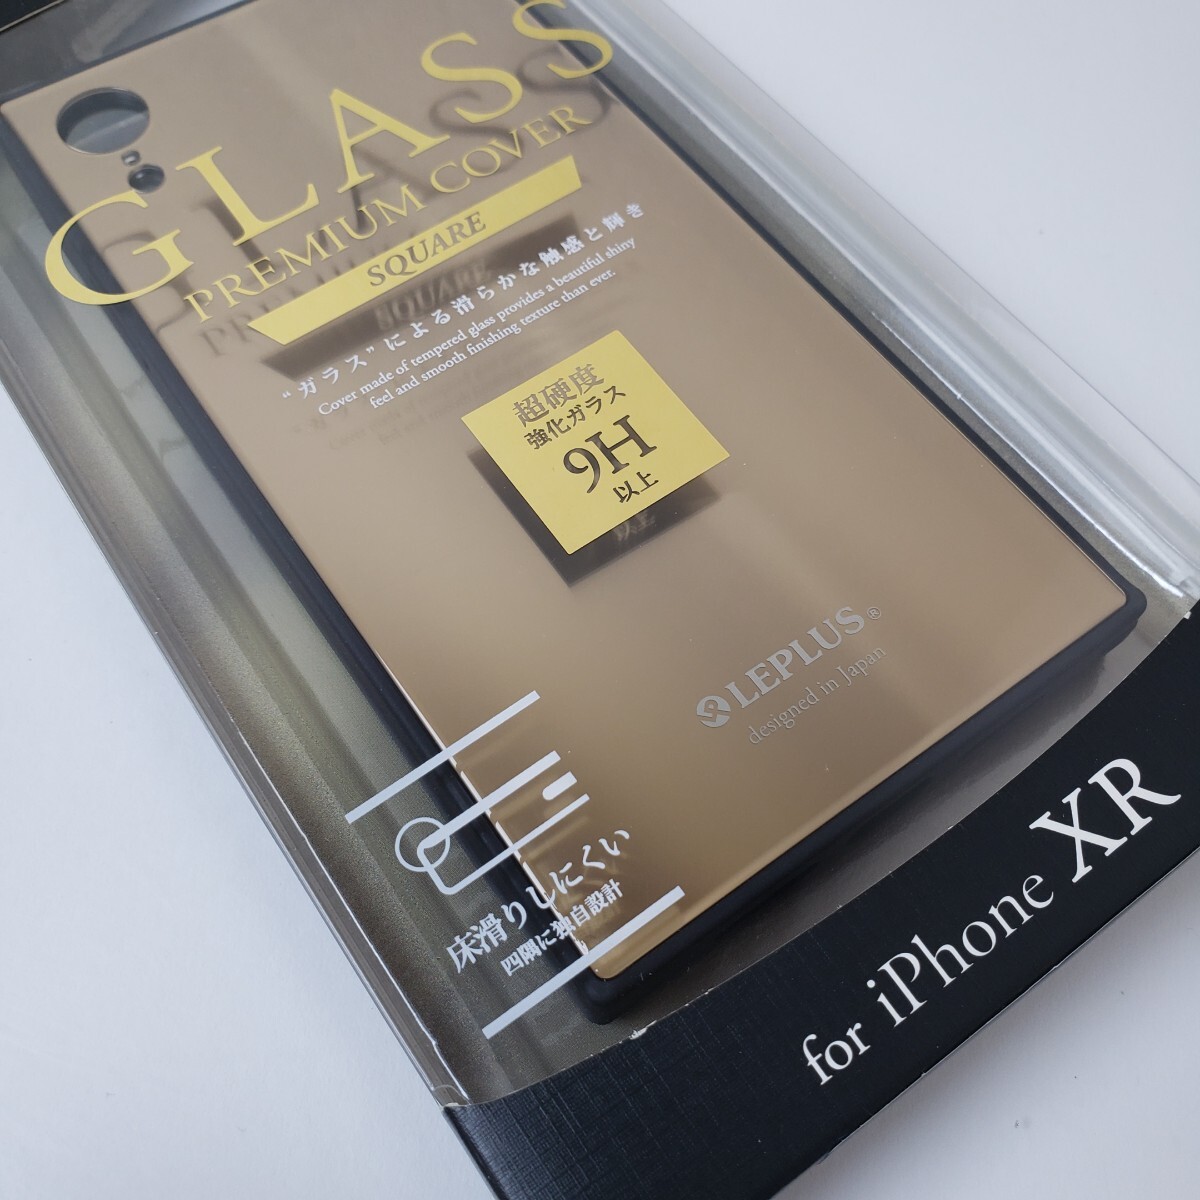 GLASS
PREMIUM COVER
SQUARE
“ガラス”による滑らかな触感と輝き
Cover made of tempered glass provides a beautiful shiny
feel and smooth finishing texture than ever.
超硬度
強化ガラス
9H
以上
LEPLUS®
designed in Japan
床滑りしにくい
四隅に独自設計
for iPhone XR